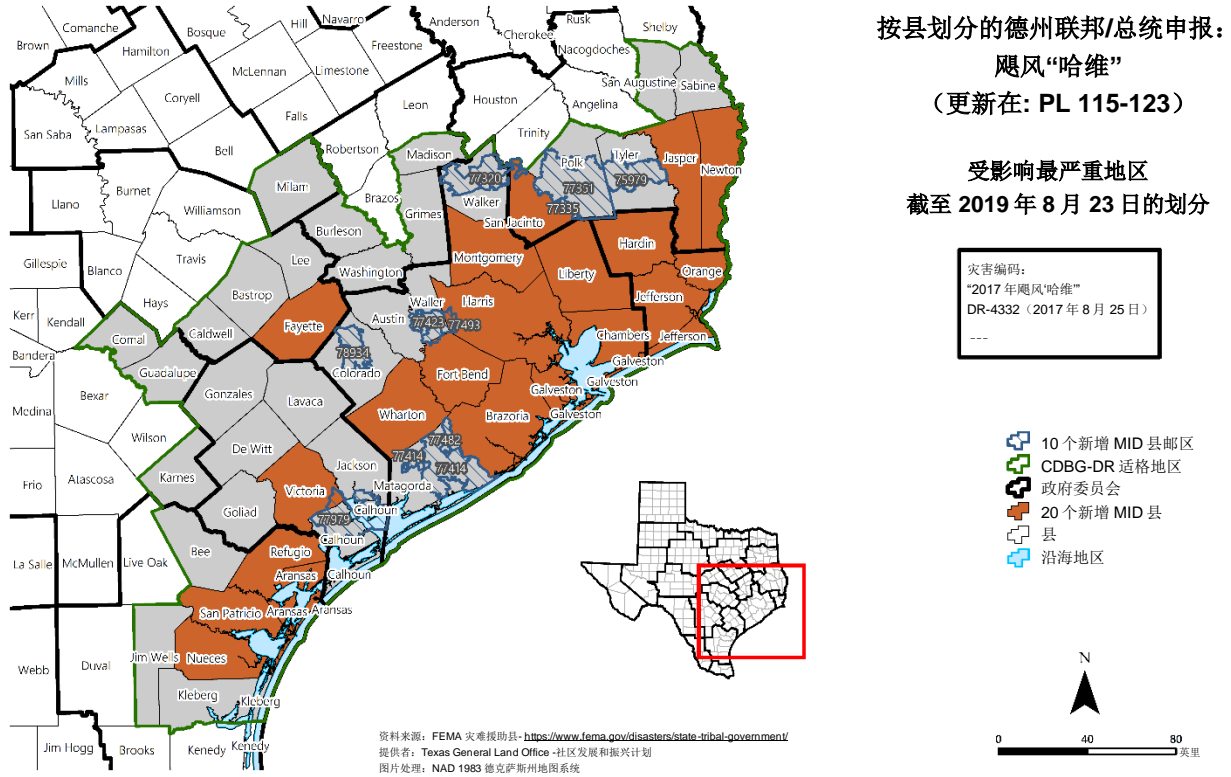 按县划分的德州联邦/总统申报:
飓风“哈维”
（更新在: PL 115-123）
受影响最严重地区
截至 2019 年 8 月 23 日的划分
灾害编码：
“2017 年飓风‘哈维’”
DR-4332（2017 年 8 月 25日）
---
10 个新增 MID 县邮区
CDBG-DR 适格地区
政府委员会
20 个新增 MID 县
县
沿海地区
N
0 40 80
英里
Comanche
Hill
Navarro
Anderson
Rusk
Shelby
Brown
Hamilton
Bosque
Freestone
Cherokee
Nacogdoches
Mills
McLennan
Limestone
San Augustine
Sabine
Coryell
Leon
Houston
Angelina
San Saba
Lampasas
Falls
Trinity
Bell
Robertson
Madison
Polk
Tyler
Jasper
Newton
Burnet
Milam
77320
77351
75979
Llano
Williamson
Brazos
Grimes
Walker
77335
San Jacinto
Burleson
Hardin
Gillespie
Blanco
Travis
Lee
Washington
Montgomery
Liberty
Orange
Hays
Bastrop
Waller
Harris
Jefferson
Kerr
Kendall
Caldwell
Fayette
Austin
77423
77493
Chambers
Jefferson
Comal
78934
Galveston
Bandera
Guadalupe
Colorado
Fort Bend
Galveston
Galveston
Medina
Bexar
Gonzales
Lavaca
Wharton
Brazoria
Galveston
Wilson
De Witt
77482
77414
77414
Frio
Atascosa
Karnes
Jackson
Matagorda
Victoria
Calhoun
Goliad
77979
Calhoun
La Salle
McMullen
Live Oak
Bee
Refugio
Calhoun
Aransas
San Patricio
Aransas
Aransas
Webb
Duval
Jim Wells
Nueces
Kleberg
Kleberg
Jim Hogg
Brooks
Kenedy
Kenedy
资料来源：FEMA 灾难援助县- https://www.fema.gov/disasters/state-tribal-government/
提供者：Texas General Land Office -社区发展和振兴计划
图片处理：NAD 1983 德克萨斯州地图系统